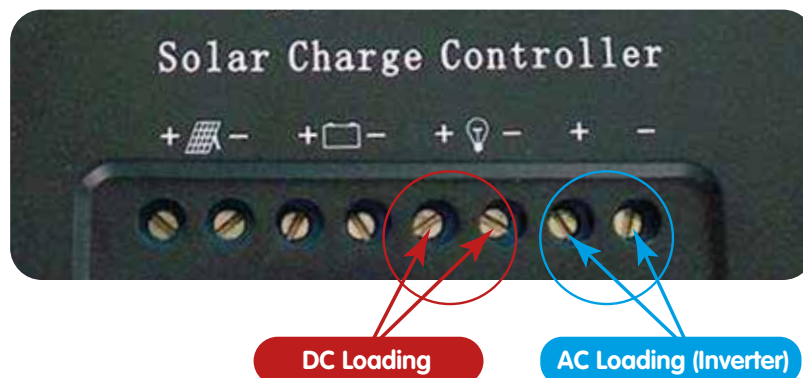 Solar Charge Controller
+ - + - + - + -
DC Loading
AC Loading (Inverter)